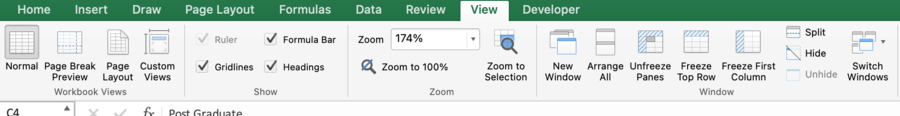 Home Insert Draw Page Layout Formulas Data Review View Developer
Normal
Page Break Preview
Page Layout
Custom Views
Workbook Views
Ruler
Formula Bar
Gridlines
Headings
Show
Zoom 174%
Zoom to 100%
Zoom to Selection
Zoom
New Window
Arrange All
Unfreeze Panes
Freeze Top Row
Freeze First Column
Split
Hide
Unhide
Switch Windows
Window
C4 fx Post Graduate